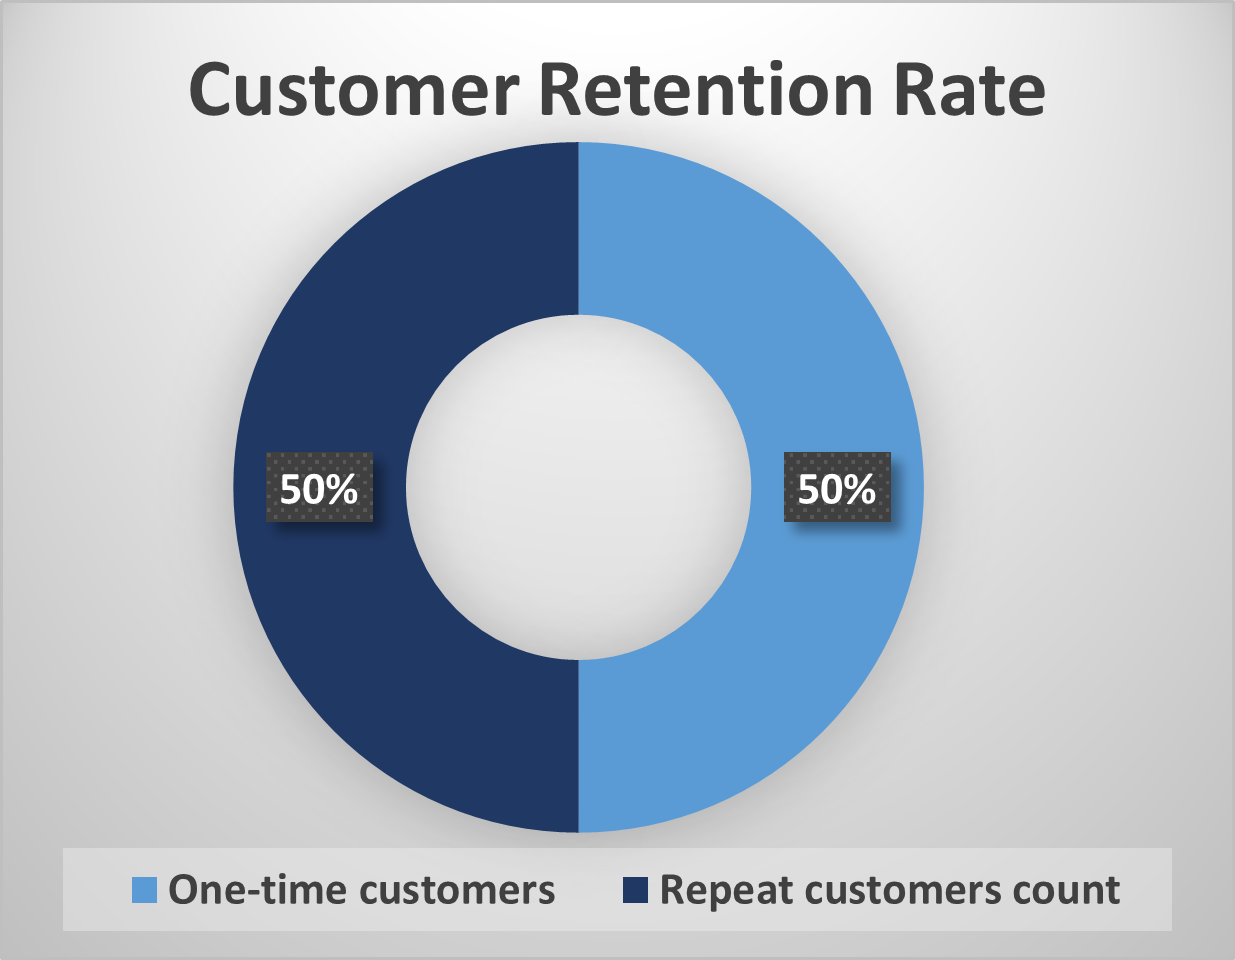 Customer Retention Rate
50%
50%
One-time customers
Repeat customers count